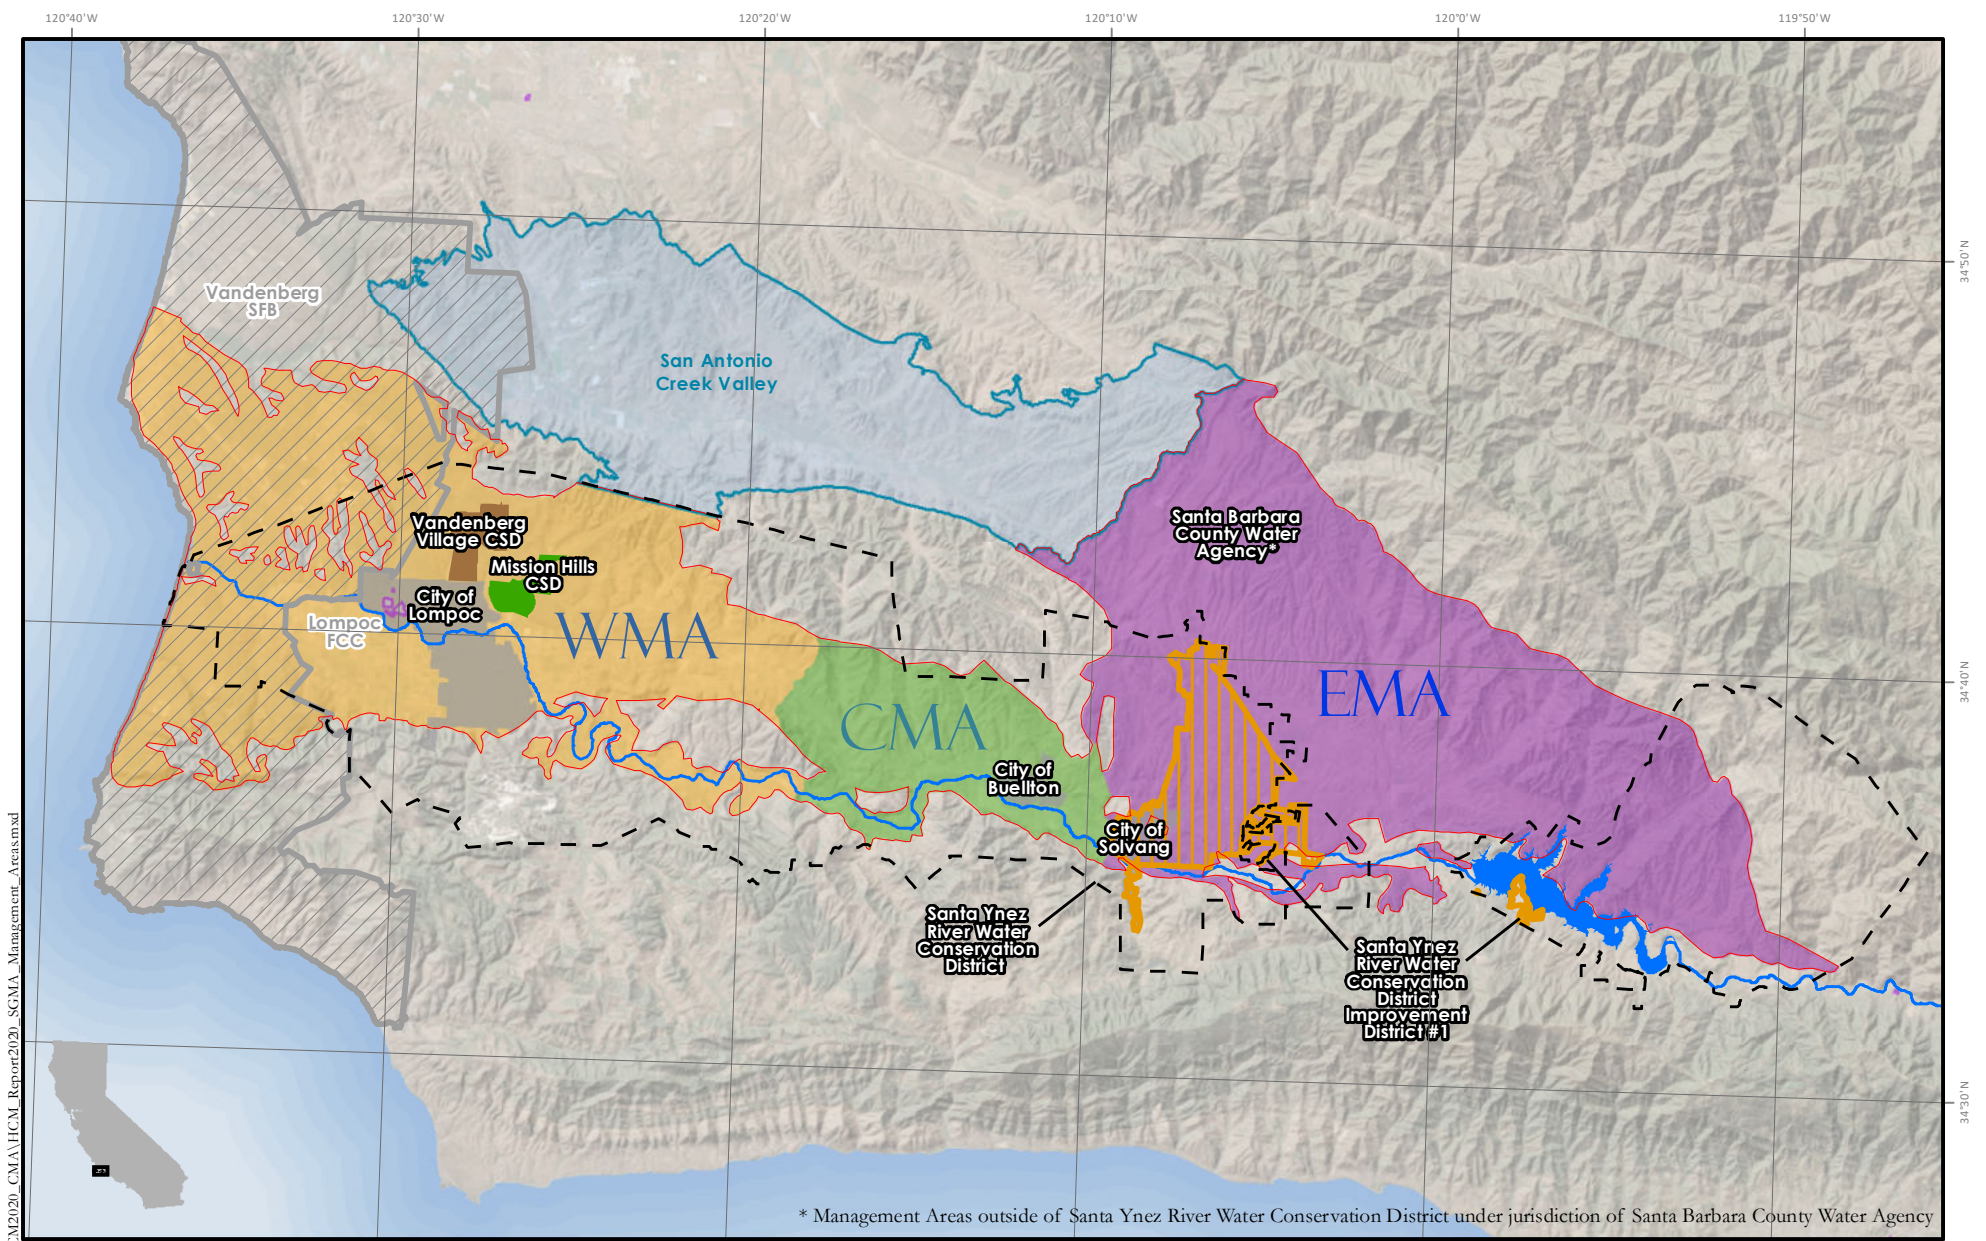 120°40'W
120°30'W
120°20'W
120°10'W
120°0'W
119°50'W
34°50'N
34°40'N
34°30'N
Vandenberg
SFB
San Antonio
Creek Valley
Santa Barbara
County Water
Agency*
Vandenberg
Village CSD
Mission Hills
CSD
City of
Lompoc
Lompoc
FCC
WMA
CMA
EMA
City of
Buellton
City of
Solvang
Santa Ynez
River Water
Conservation
District
Santa Ynez
River Water
Conservation
District
Improvement
District #1
* Management Areas outside of Santa Ynez River Water Conservation District under jurisdiction of Santa Barbara County Water Agency
CM2020_CMA\HCM_Report2020_SGMA_Management_Areas.mxd